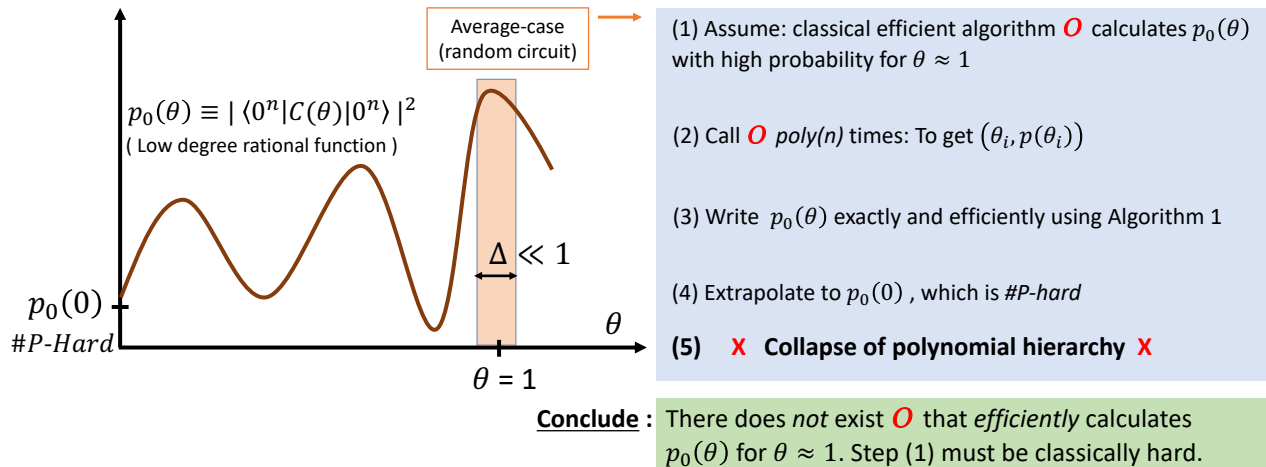 Average-case
(random circuit)
p₀(θ) ≡ | ⟨0ⁿ|C(θ)|0ⁿ⟩ |²
( Low degree rational function )
Δ ≪ 1
p₀(0)
#P-Hard
θ
θ = 1
(1) Assume: classical efficient algorithm O calculates p₀(θ)
with high probability for θ ≈ 1
(2) Call O poly(n) times: To get (θᵢ, p(θᵢ))
(3) Write p₀(θ) exactly and efficiently using Algorithm 1
(4) Extrapolate to p₀(0) , which is #P-hard
(5) X Collapse of polynomial hierarchy X
Conclude : There does not exist O that efficiently calculates
p₀(θ) for θ ≈ 1. Step (1) must be classically hard.